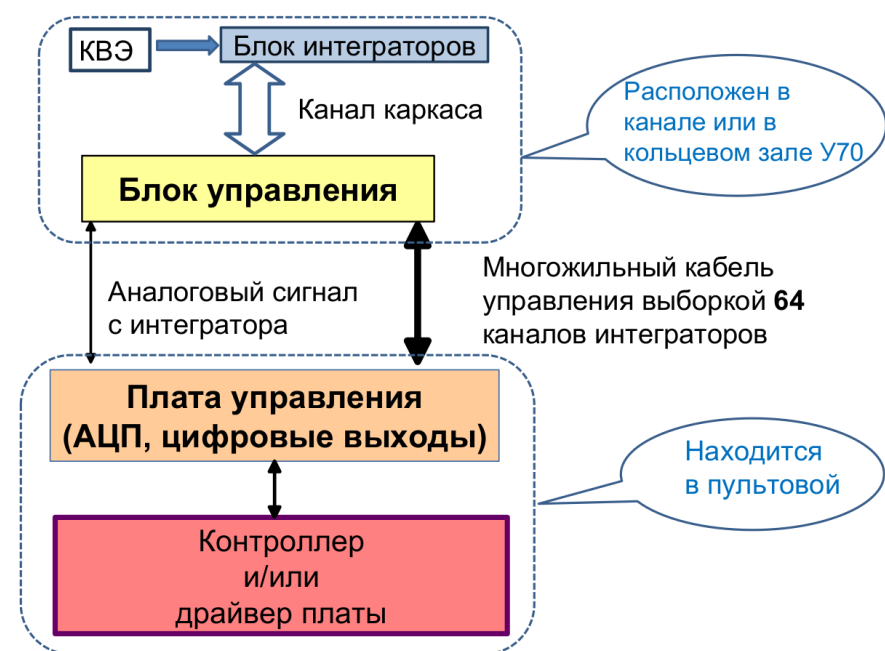 КВЭ
Блок интеграторов
Канал каркаса
Расположен в
канале или в
кольцевом зале У70
Блок управления
Аналоговый сигнал
с интегратора
Многожильный кабель
управления выборкой 64
каналов интеграторов
Плата управления
(АЦП, цифровые выходы)
Находится
в пультовой
Контроллер
и/или
драйвер платы